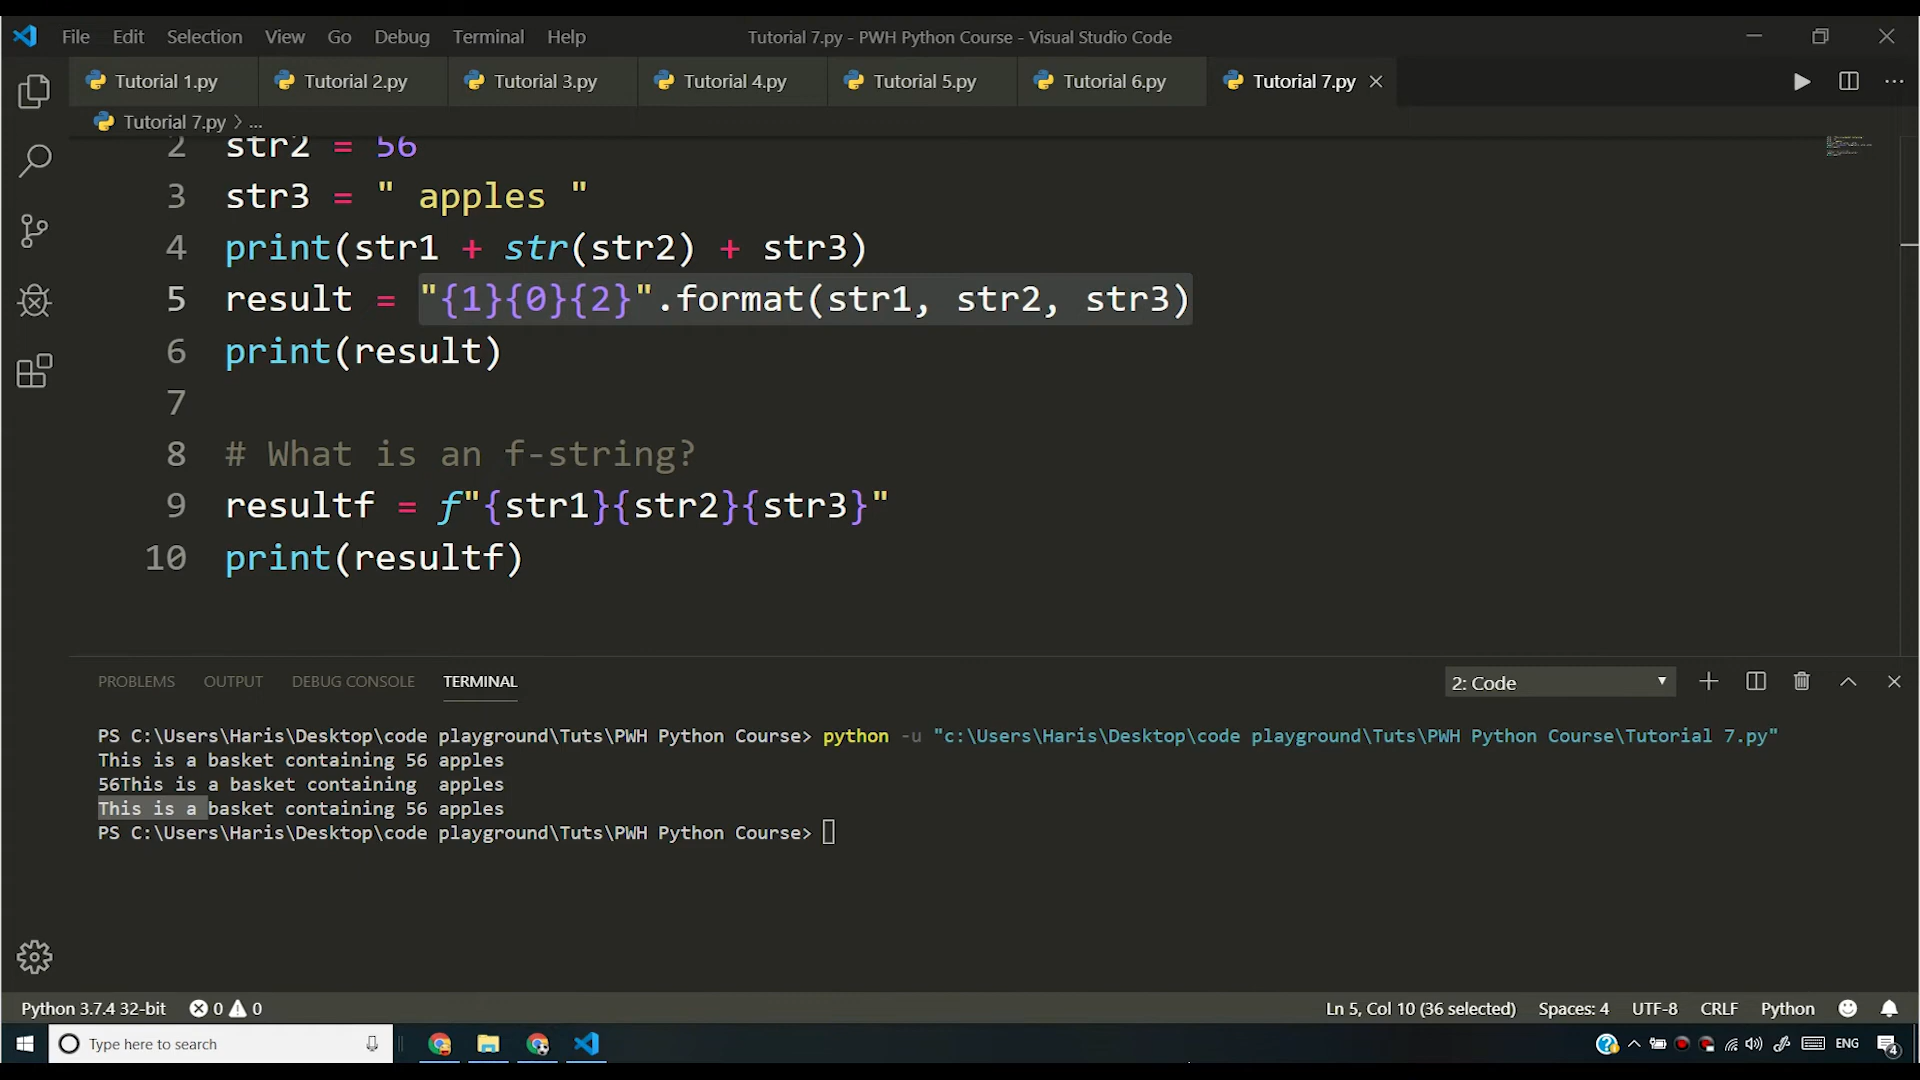 File Edit Selection View Go Debug Terminal Help Tutorial 7.py - PWH Python Course - Visual Studio Code
Tutorial 1.py Tutorial 2.py Tutorial 3.py Tutorial 4.py Tutorial 5.py Tutorial 6.py Tutorial 7.py
Tutorial 7.py > ...
2 str2 = 56
3 str3 = " apples "
4 print(str1 + str(str2) + str3)
5 result = "{1}{0}{2}".format(str1, str2, str3)
6 print(result)
7
8 # What is an f-string?
9 resultf = f"{str1}{str2}{str3}"
10 print(resultf)
PROBLEMS OUTPUT DEBUG CONSOLE TERMINAL 2: Code
PS C:\Users\Haris\Desktop\code playground\Tuts\PWH Python Course> python -u "c:\Users\Haris\Desktop\code playground\Tuts\PWH Python Course\Tutorial 7.py"
This is a basket containing 56 apples
56This is a basket containing  apples
This is a basket containing 56 apples
PS C:\Users\Haris\Desktop\code playground\Tuts\PWH Python Course>
Python 3.7.4 32-bit 0 0 Ln 5, Col 10 (36 selected) Spaces: 4 UTF-8 CRLF Python
Type here to search ENG 4